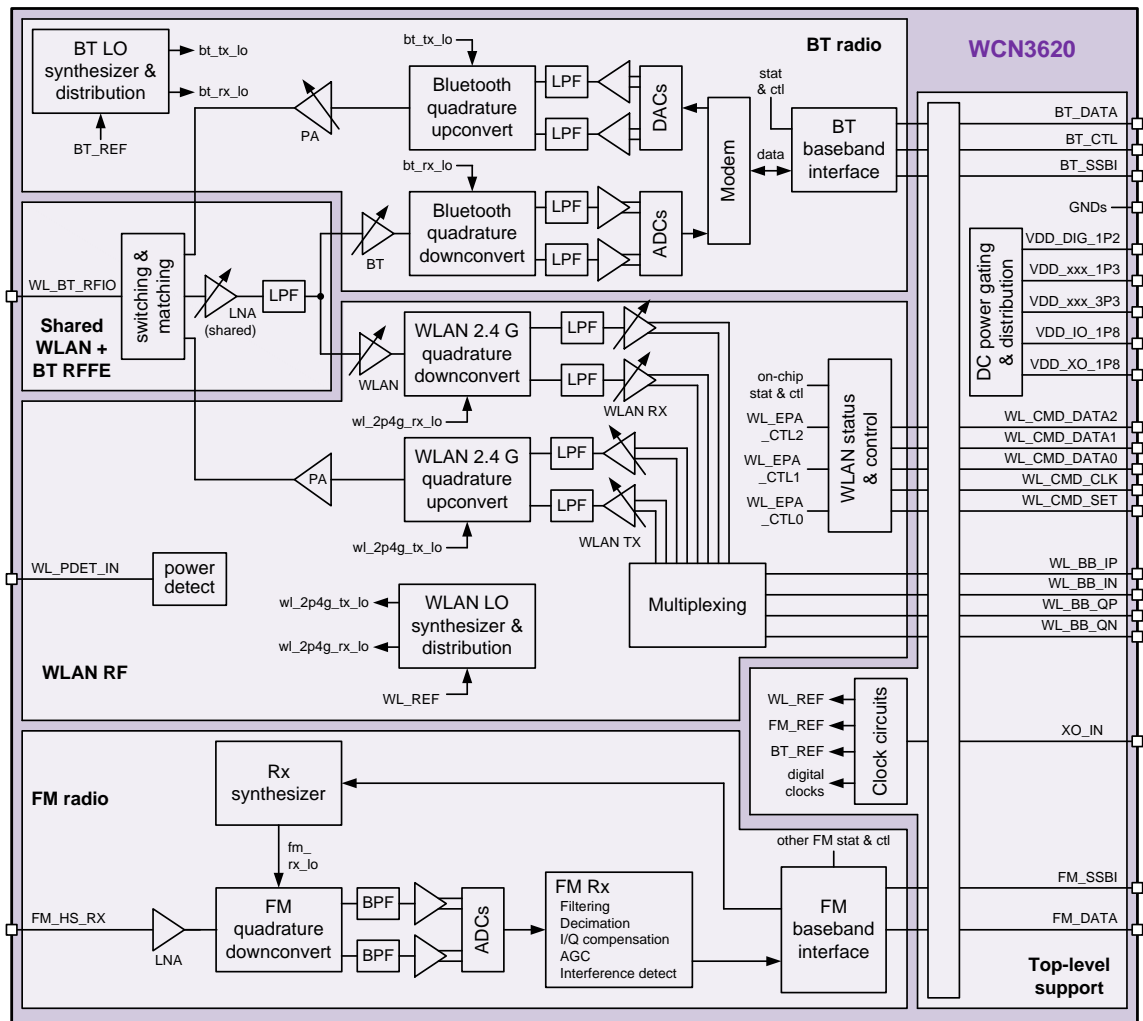 WCN3620
BT radio
BT LO
synthesizer &
distribution
bt_tx_lo
bt_rx_lo
BT_REF
PA
bt_tx_lo
Bluetooth
quadrature
upconvert
LPF
LPF
DACs
stat
& ctl
Modem
data
BT
baseband
interface
bt_rx_lo
BT
Bluetooth
quadrature
downconvert
LPF
LPF
ADCs
BT_DATA
BT_CTL
BT_SSBI
GNDs
DC power gating
& distribution
VDD_DIG_1P2
VDD_xxx_1P3
VDD_xxx_3P3
VDD_IO_1P8
VDD_XO_1P8
WL_BT_RFIO
switching &
matching
LNA
(shared)
LPF
Shared
WLAN +
BT RFFE
WLAN
WLAN 2.4 G
quadrature
downconvert
wl_2p4g_rx_lo
LPF
LPF
WLAN RX
PA
WLAN 2.4 G
quadrature
upconvert
wl_2p4g_tx_lo
LPF
LPF
WLAN TX
on-chip
stat & ctl
WL_EPA
_CTL2
WL_EPA
_CTL1
WL_EPA
_CTL0
WLAN status
& control
WL_CMD_DATA2
WL_CMD_DATA1
WL_CMD_DATA0
WL_CMD_CLK
WL_CMD_SET
WL_PDET_IN
power
detect
wl_2p4g_tx_lo
wl_2p4g_rx_lo
WLAN LO
synthesizer &
distribution
WL_REF
Multiplexing
WL_BB_IP
WL_BB_IN
WL_BB_QP
WL_BB_QN
WLAN RF
WL_REF
FM_REF
BT_REF
digital
clocks
Clock circuits
XO_IN
FM radio
Rx
synthesizer
fm_
rx_lo
FM_HS_RX
LNA
FM
quadrature
downconvert
BPF
BPF
ADCs
FM Rx
Filtering
Decimation
I/Q compensation
AGC
Interference detect
other FM stat & ctl
FM
baseband
interface
FM_SSBI
FM_DATA
Top-level
support